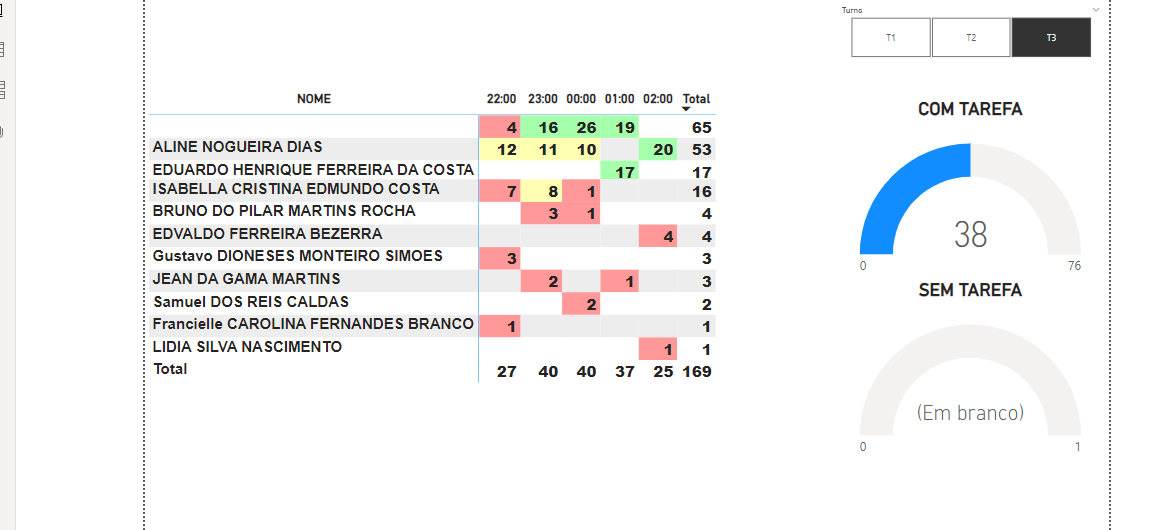 Turno
T1 T2 T3
NOME 22:00 23:00 00:00 01:00 02:00 Total
4 16 26 19 65
ALINE NOGUEIRA DIAS 12 11 10 20 53
EDUARDO HENRIQUE FERREIRA DA COSTA 17 17
ISABELLA CRISTINA EDMUNDO COSTA 7 8 1 16
BRUNO DO PILAR MARTINS ROCHA 3 1 4
EDVALDO FERREIRA BEZERRA 4 4
Gustavo DIONESES MONTEIRO SIMOES 3 3
JEAN DA GAMA MARTINS 2 1 3
Samuel DOS REIS CALDAS 2 2
Francielle CAROLINA FERNANDES BRANCO 1 1
LIDIA SILVA NASCIMENTO 1 1
Total 27 40 40 37 25 169
COM TAREFA
38
0 76
SEM TAREFA
(Em branco)
0 1